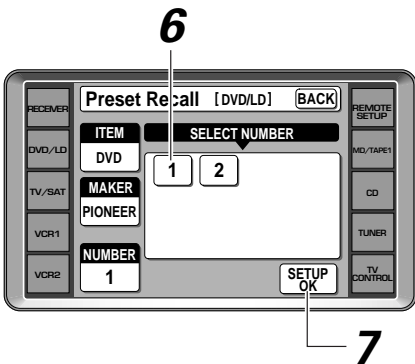 6
RECEIVER
DVD/LD
TV/SAT
VCR1
VCR2
Preset Recall [DVD/LD] BACK
ITEM
DVD
MAKER
PIONEER
NUMBER
1
SELECT NUMBER
1 2
SETUP
OK
REMOTE
SETUP
MD/TAPE1
CD
TUNER
TV
CONTROL
7